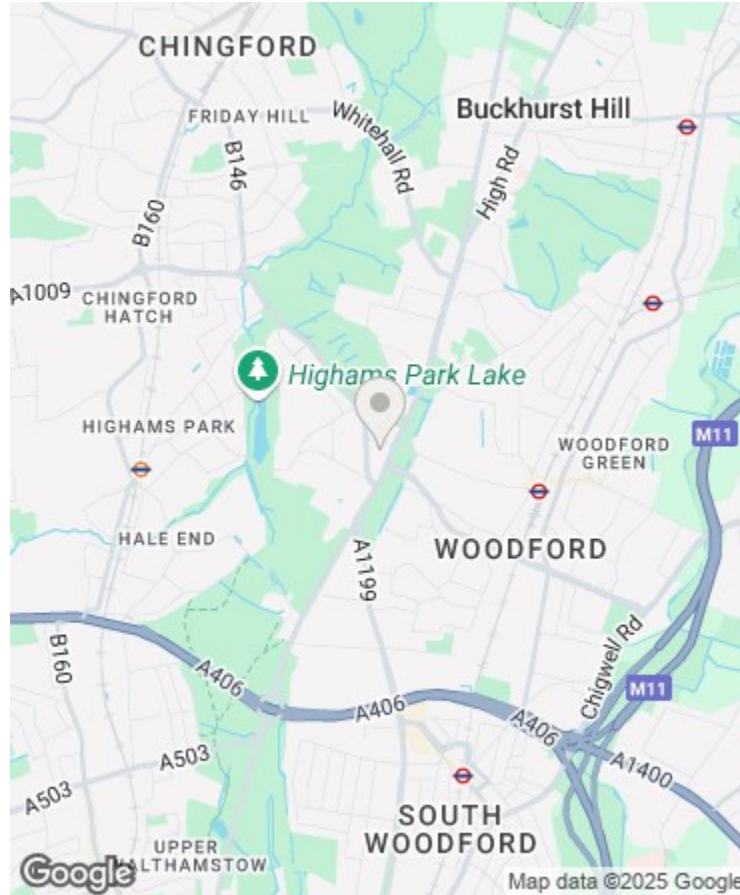 CHINGFORD
FRIDAY HILL
Whitehall Rd
Buckhurst Hill
B146
High Rd
B160
A1009
CHINGFORD
HATCH
Highams Park Lake
HIGHAMS PARK
M11
WOODFORD
GREEN
HALE END
WOODFORD
A1199
B160
A406
Chigwell Rd
M11
A406
A406
A503
A1400
A503
SOUTH
WOODFORD
UPPER
WALTHAMSTOW
Google
Map data ©2025 Google